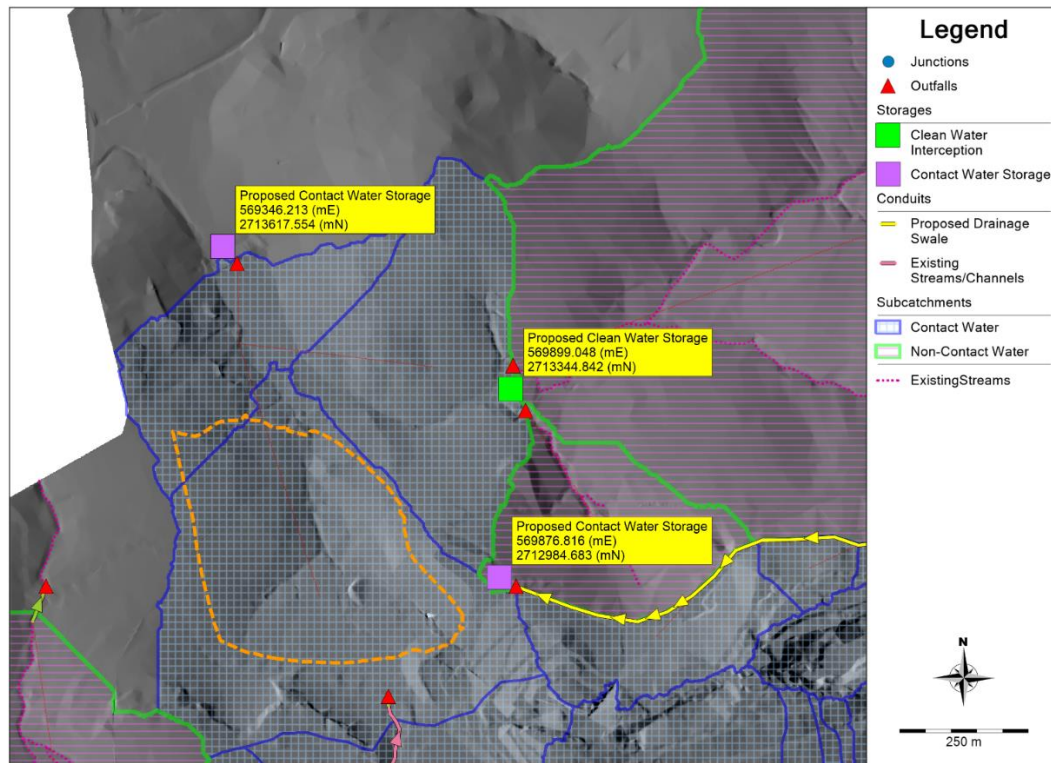 Proposed Contact Water Storage
569346.213 (mE)
2713617.554 (mN)
Proposed Clean Water Storage
569899.048 (mE)
2713344.842 (mN)
Proposed Contact Water Storage
569876.816 (mE)
2712984.683 (mN)
Legend
Junctions
Outfalls
Storages
Clean Water
Interception
Contact Water Storage
Conduits
Proposed Drainage
Swale
Existing
Streams/Channels
Subcatchments
Contact Water
Non-Contact Water
ExistingStreams
N
250 m